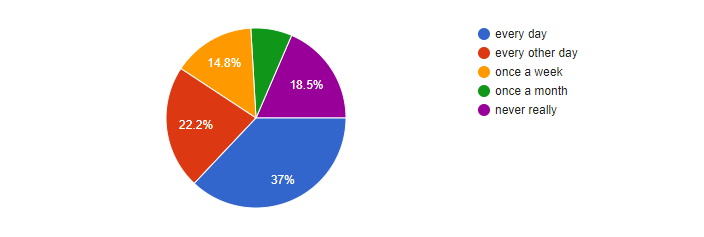 14.8%
18.5%
22.2%
37%
every day
every other day
once a week
once a month
never really